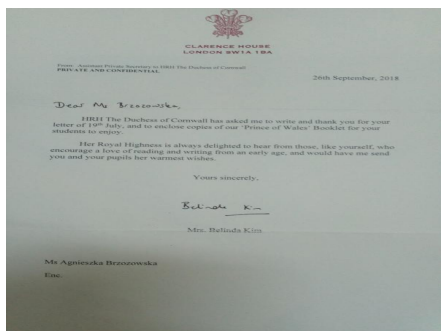 CLARENCE HOUSE
LONDON SW1A 1BA
From: Assistant Private Secretary to HRH The Duchess of Cornwall
PRIVATE AND CONFIDENTIAL
26th September, 2018
Dear Ms Brzozowska,
HRH The Duchess of Cornwall has asked me to write and thank you for your
letter of 19th July, and to enclose copies of our 'Prince of Wales' Booklet for your
students to enjoy.
Her Royal Highness is always delighted to hear from those, like yourself, who
encourage a love of reading and writing from an early age, and would have me send
you and your pupils her warmest wishes.
Yours sincerely,
Belinda Kim
Mrs. Belinda Kim
Ms Agnieszka Brzozowska
Enc.